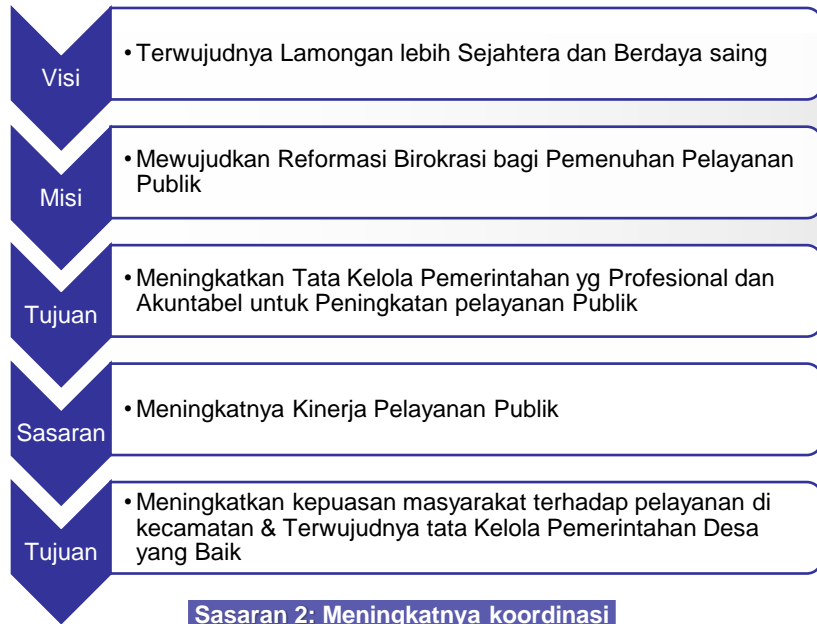 Visi
• Terwujudnya Lamongan lebih Sejahtera dan Berdaya saing
Misi
• Mewujudkan Reformasi Birokrasi bagi Pemenuhan Pelayanan
Publik
Tujuan
• Meningkatkan Tata Kelola Pemerintahan yg Profesional dan
Akuntabel untuk Peningkatan pelayanan Publik
Sasaran
• Meningkatnya Kinerja Pelayanan Publik
Tujuan
• Meningkatkan kepuasan masyarakat terhadap pelayanan di
kecamatan & Terwujudnya tata Kelola Pemerintahan Desa
yang Baik
Sasaran 2: Meningkatnya koordinasi